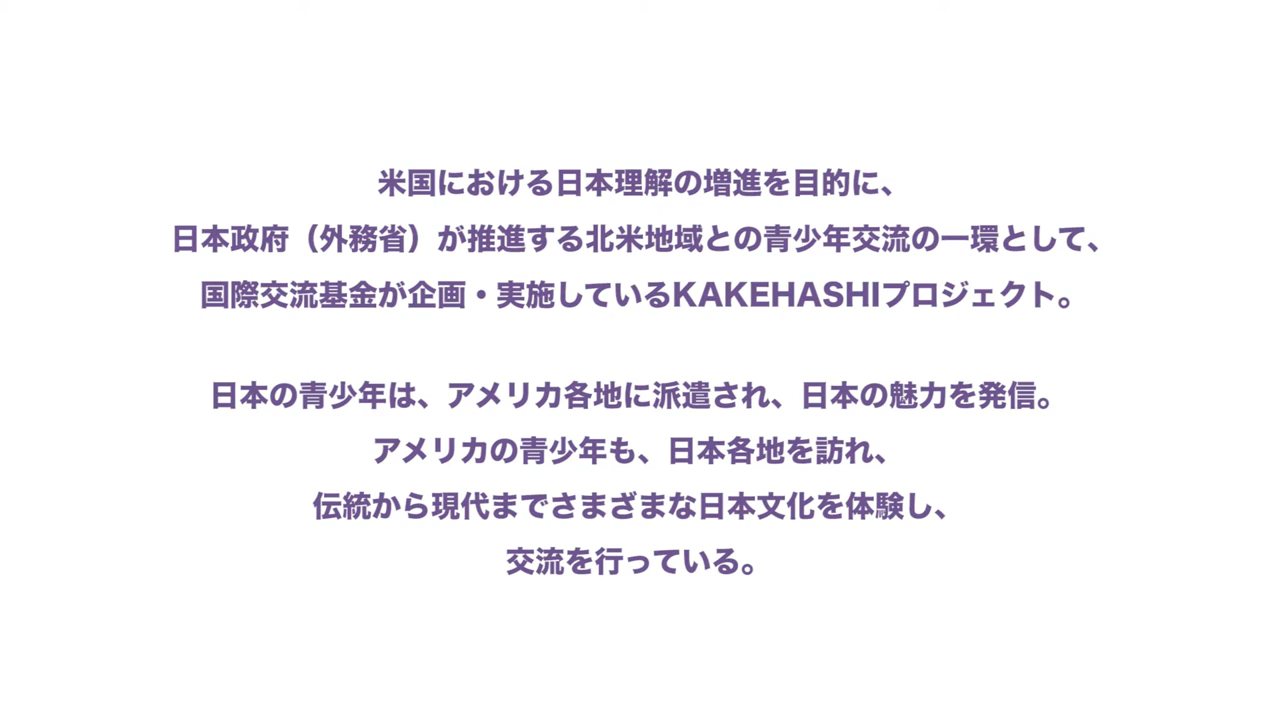 米国における日本理解の増進を目的に、
日本政府（外務省）が推進する北米地域との青少年交流の一環として、
国際交流基金が企画・実施しているKAKEHASHIプロジェクト。
日本の青少年は、アメリカ各地に派遣され、日本の魅力を発信。
アメリカの青少年も、日本各地を訪れ、
伝統から現代までさまざまな日本文化を体験し、
交流を行っている。